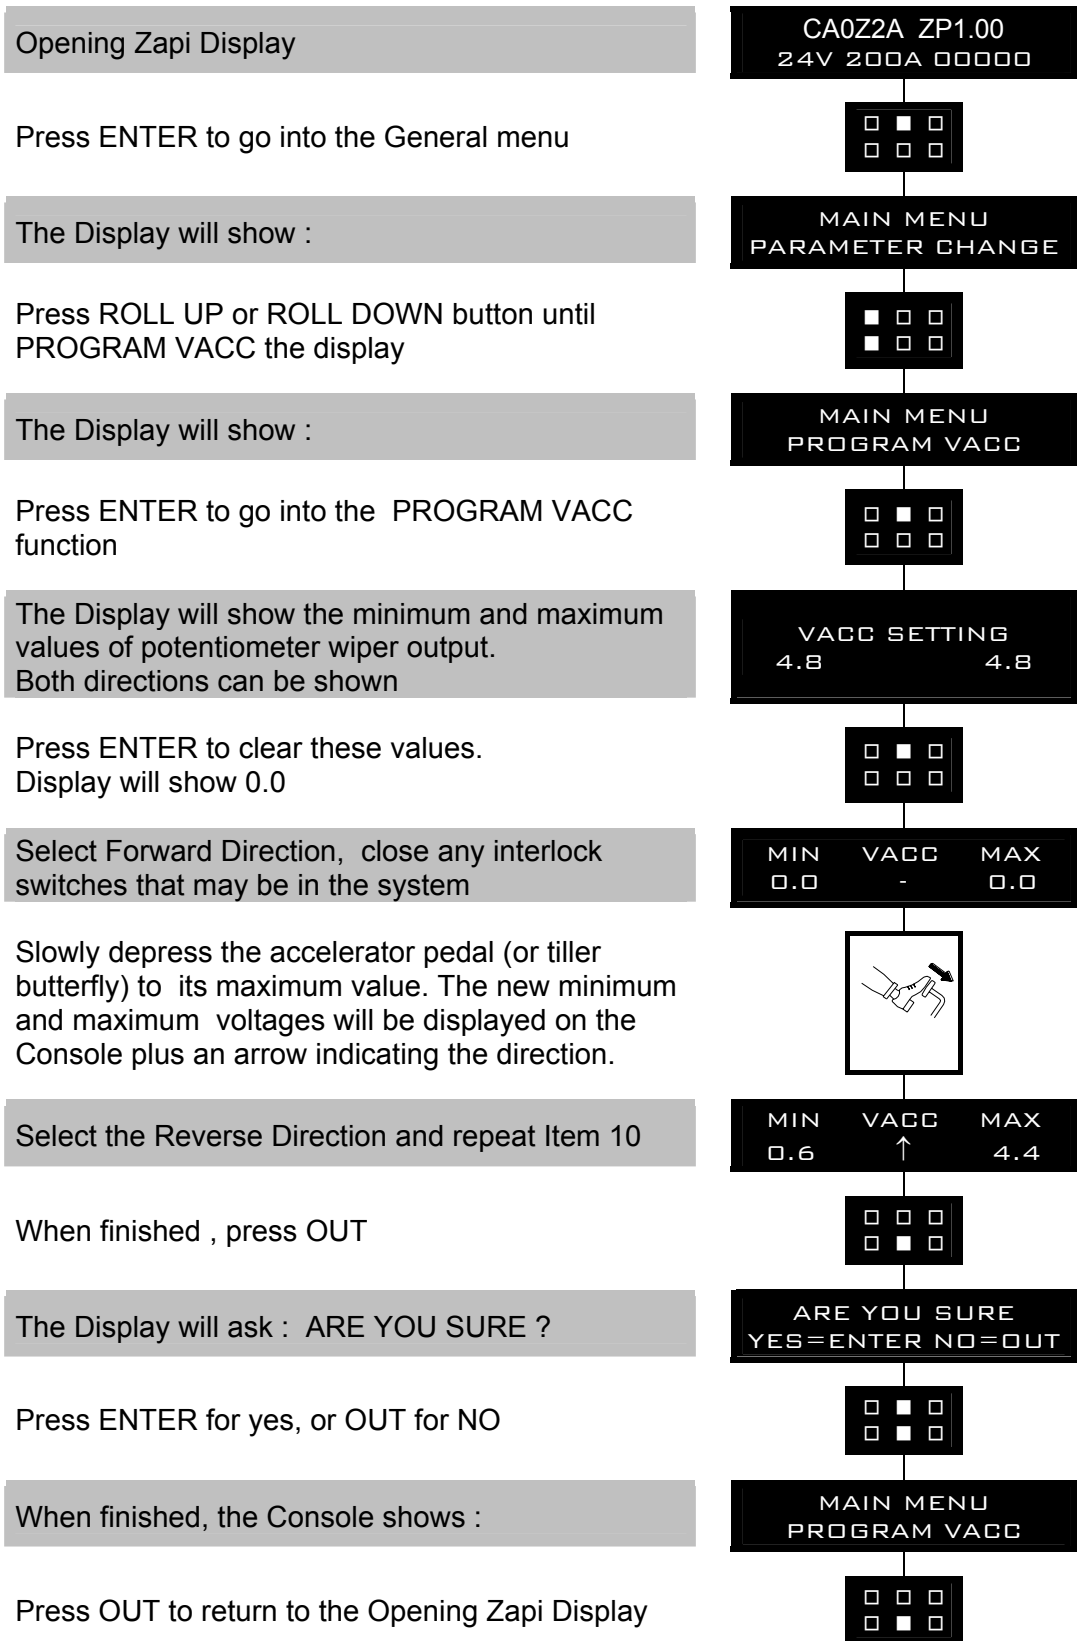 Opening Zapi Display
CA0Z2A ZP1.00
24V 200A 00000
Press ENTER to go into the General menu
The Display will show :
MAIN MENU
PARAMETER CHANGE
Press ROLL UP or ROLL DOWN button until
PROGRAM VACC the display
The Display will show :
MAIN MENU
PROGRAM VACC
Press ENTER to go into the PROGRAM VACC
function
The Display will show the minimum and maximum
values of potentiometer wiper output.
Both directions can be shown
VACC SETTING
4.8 4.8
Press ENTER to clear these values.
Display will show 0.0
Select Forward Direction, close any interlock
switches that may be in the system
MIN VACC MAX
0.0 - 0.0
Slowly depress the accelerator pedal (or tiller
butterfly) to its maximum value. The new minimum
and maximum voltages will be displayed on the
Console plus an arrow indicating the direction.
Select the Reverse Direction and repeat Item 10
MIN VACC MAX
0.6 ↑ 4.4
When finished , press OUT
The Display will ask : ARE YOU SURE ?
ARE YOU SURE
YES=ENTER NO=OUT
Press ENTER for yes, or OUT for NO
When finished, the Console shows :
MAIN MENU
PROGRAM VACC
Press OUT to return to the Opening Zapi Display